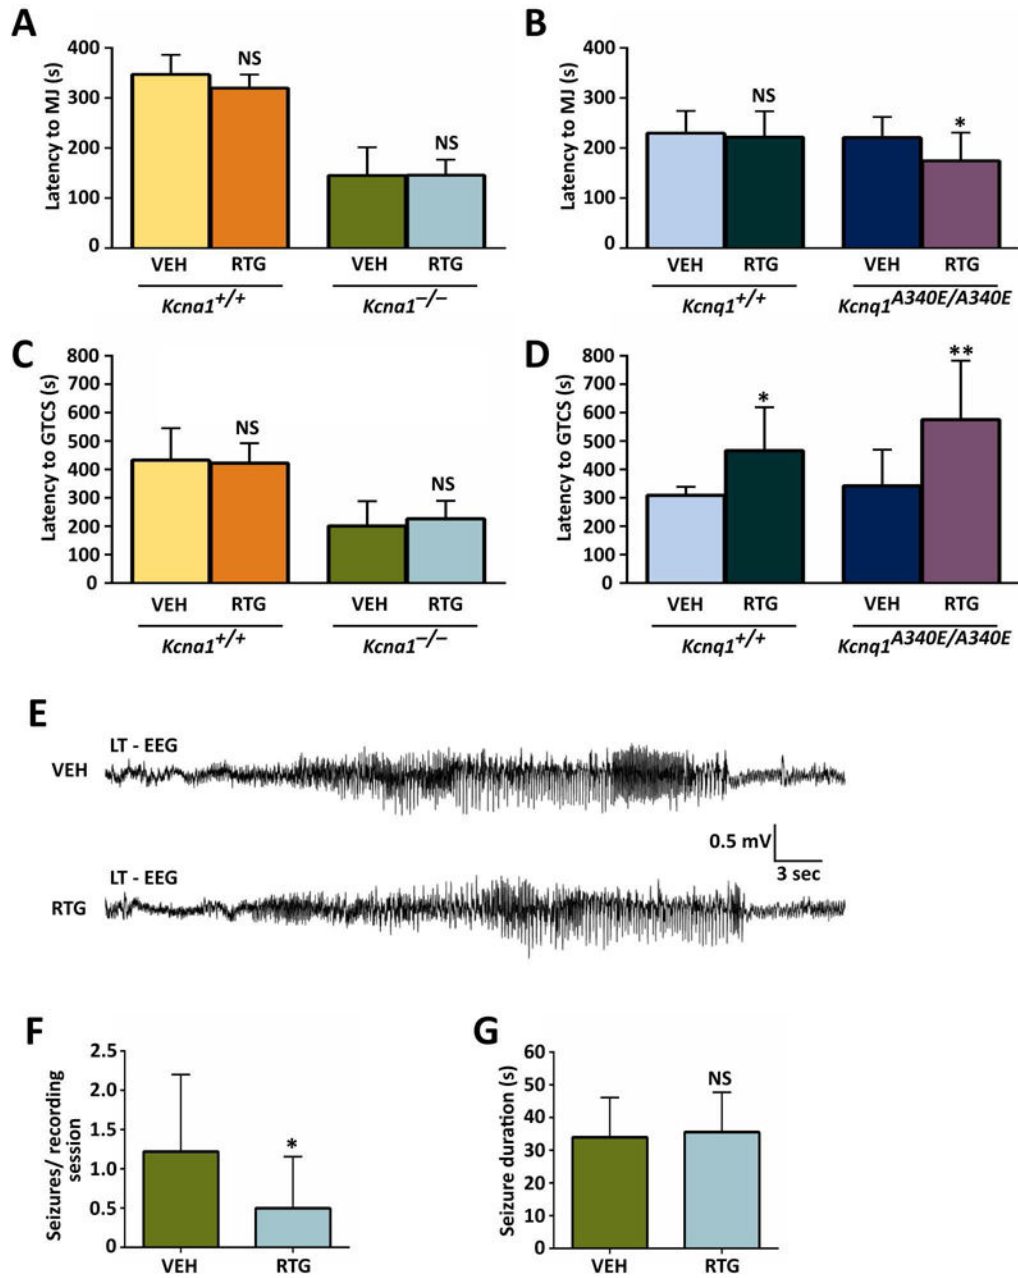 A
Latency to MJ (s)
400
300
200
100
0
NS
NS
VEH RTG VEH RTG
Kcna1+/+ Kcna1−/−
B
Latency to MJ (s)
400
300
200
100
0
NS
*
VEH RTG VEH RTG
Kcnq1+/+ Kcnq1A340E/A340E
C
Latency to GTCS (s)
800
700
600
500
400
300
200
100
0
NS
NS
VEH RTG VEH RTG
Kcna1+/+ Kcna1−/−
D
Latency to GTCS (s)
800
700
600
500
400
300
200
100
0
*
**
VEH RTG VEH RTG
Kcnq1+/+ Kcnq1A340E/A340E
E
LT - EEG
VEH
0.5 mV
3 sec
LT - EEG
RTG
F
Seizures/ recording
session
2.5
2.0
1.5
1.0
0.5
0
*
VEH RTG
G
Seizure duration (s)
60
50
40
30
20
10
0
NS
VEH RTG